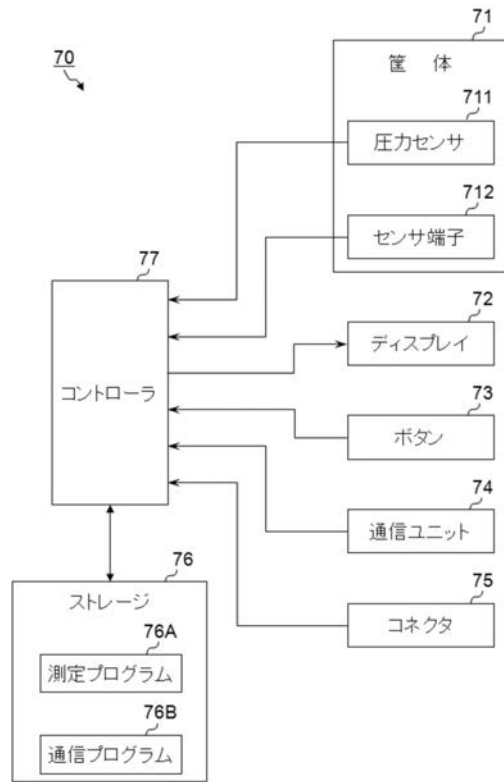 70
71
筐 体
711
圧力センサ
712
センサ端子
77
コントローラ
72
ディスプレイ
73
ボタン
74
通信ユニット
75
コネクタ
76
ストレージ
76A
測定プログラム
76B
通信プログラム